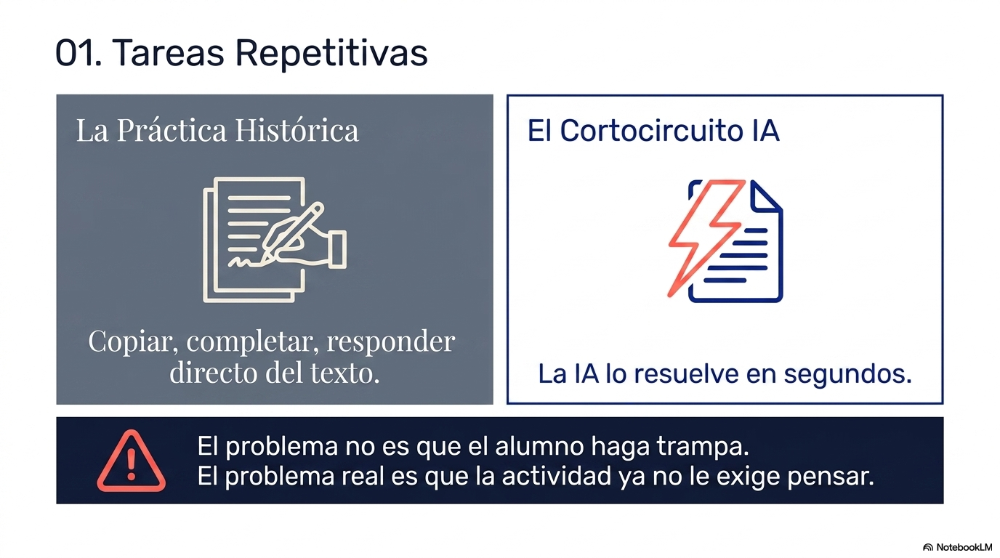 01. Tareas Repetitivas
La Práctica Histórica
Copiar, completar, responder
directo del texto.
El Cortocircuito IA
La IA lo resuelve en segundos.
El problema no es que el alumno haga trampa.
El problema real es que la actividad ya no le exige pensar.
NotebookLM